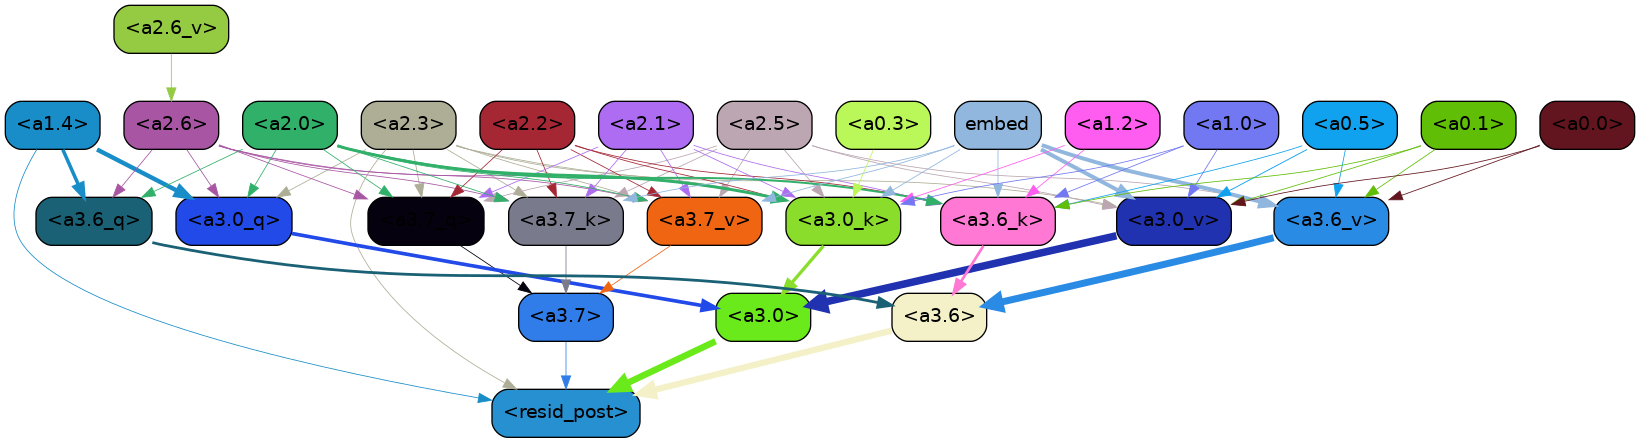 <a2.6_v>
<a1.4> <a2.6> <a2.0> <a2.3> <a2.2> <a2.1> <a2.5> <a0.3> embed <a1.2> <a1.0> <a0.5> <a0.1> <a0.0>
<a3.6_q> <a3.0_q> <a3.7_q> <a3.7_k> <a3.7_v> <a3.0_k> <a3.6_k> <a3.0_v> <a3.6_v>
<a3.7> <a3.0> <a3.6>
<resid_post>